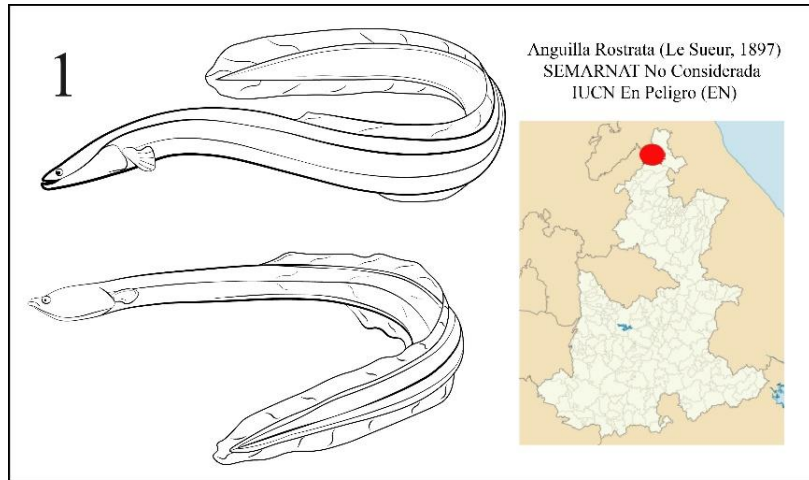 1
Anguilla Rostrata (Le Sueur, 1897)
SEMARNAT No Considerada
IUCN En Peligro (EN)